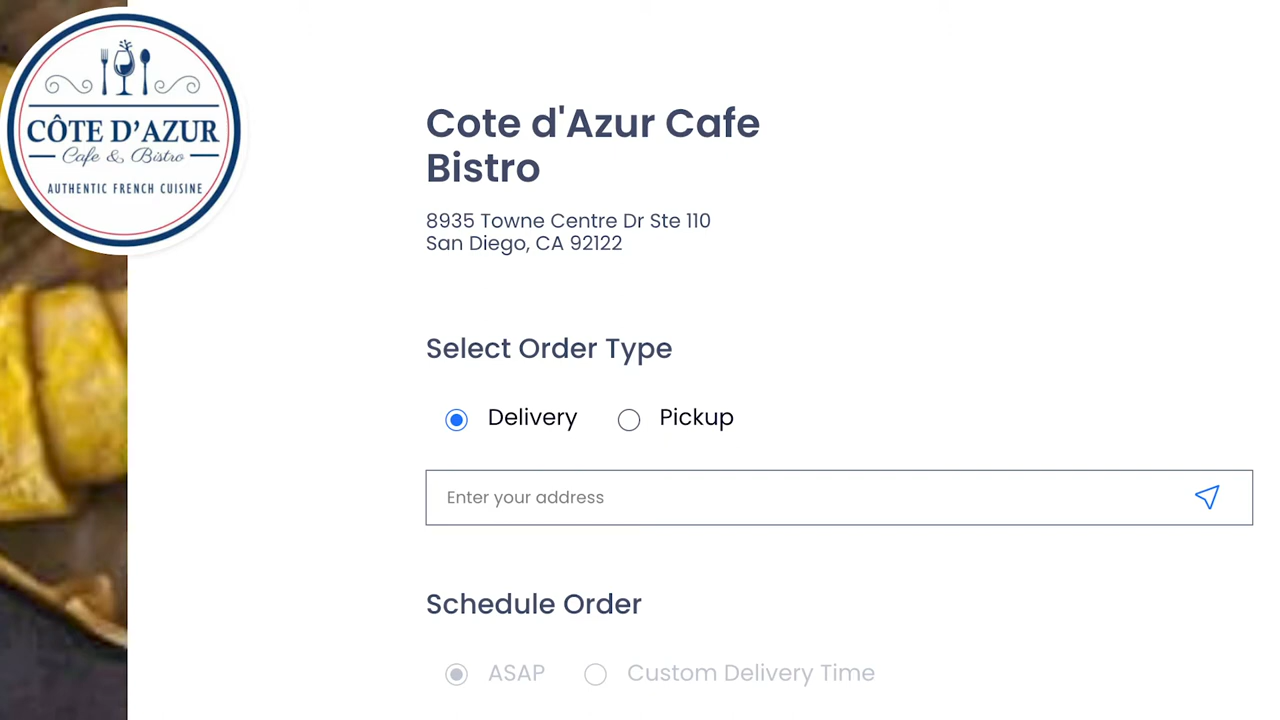 CÔTE D'AZUR
Cafe & Bistro
AUTHENTIC FRENCH CUISINE
Cote d'Azur Cafe
Bistro
8935 Towne Centre Dr Ste 110
San Diego, CA 92122
Select Order Type
Delivery Pickup
Enter your address
Schedule Order
ASAP Custom Delivery Time